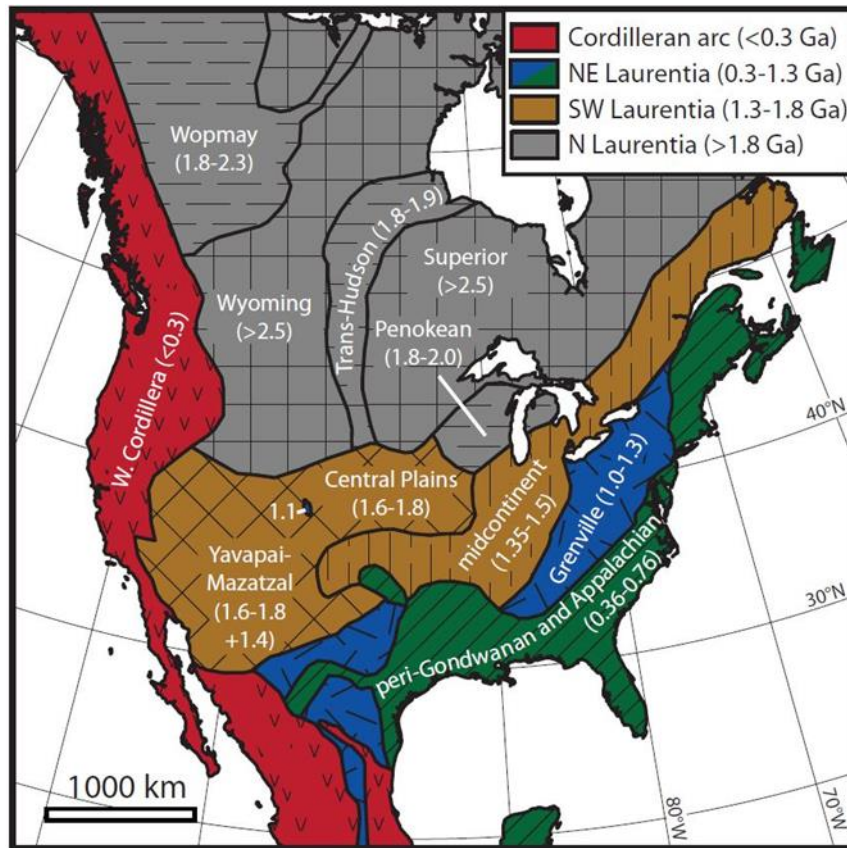 Cordilleran arc (<0.3 Ga)
NE Laurentia (0.3-1.3 Ga)
SW Laurentia (1.3-1.8 Ga)
N Laurentia (>1.8 Ga)
Wopmay
(1.8-2.3)
Trans-Hudson (1.8-1.9)
Superior
(>2.5)
Wyoming
(>2.5)
Penokean
(1.8-2.0)
W. Cordillera (<0.3)
40°N
Central Plains
(1.6-1.8)
1.1
midcontinent
(1.35-1.5)
Grenville (1.0-1.3)
Yavapai-
Mazatzal
(1.6-1.8
+1.4)
peri-Gondwanan and Appalachian
(0.36-0.76)
30°N
1000 km
80°W
70°W